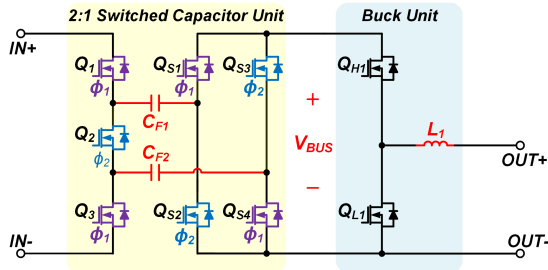 2:1 Switched Capacitor Unit
Buck Unit
IN+
Q1
ϕ1
QS1
ϕ1
QS3
ϕ2
QH1
+
CF1
Q2
ϕ2
CF2
VBUS
L1
OUT+
−
Q3
ϕ1
QS2
ϕ2
QS4
ϕ1
QL1
IN-
OUT-